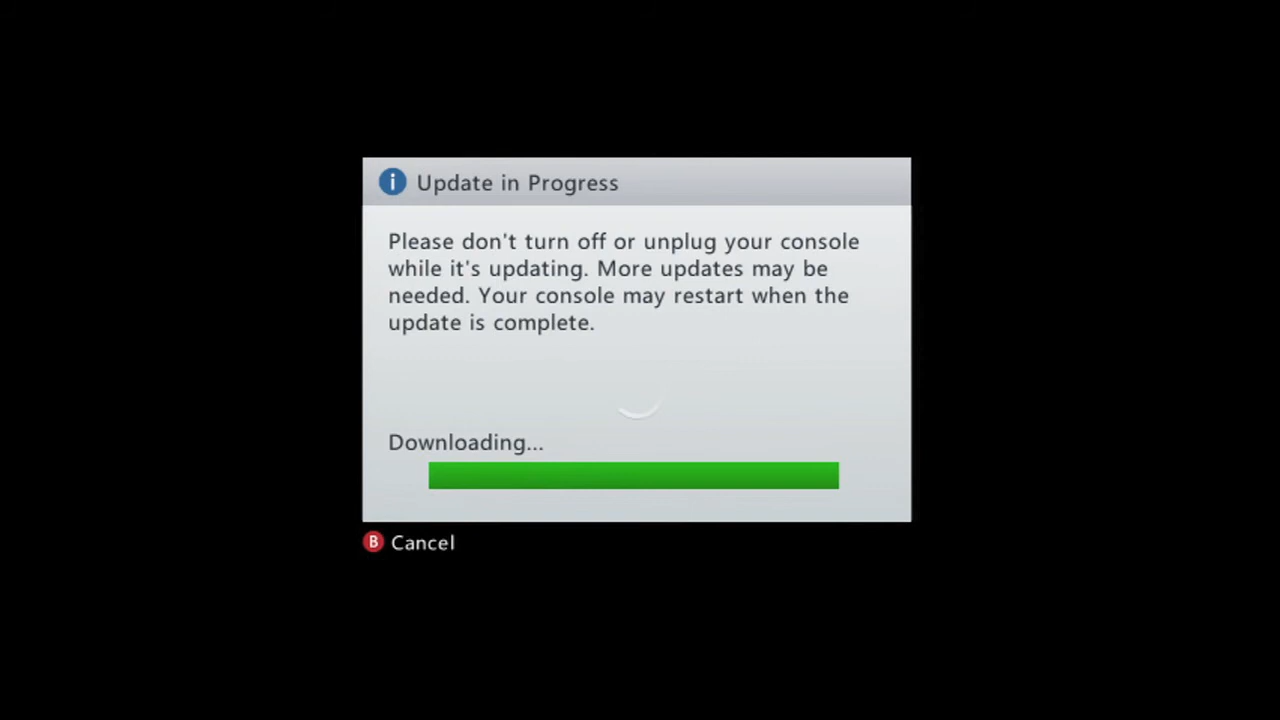 i Update in Progress
Please don't turn off or unplug your console
while it's updating. More updates may be
needed. Your console may restart when the
update is complete.
Downloading...
B Cancel